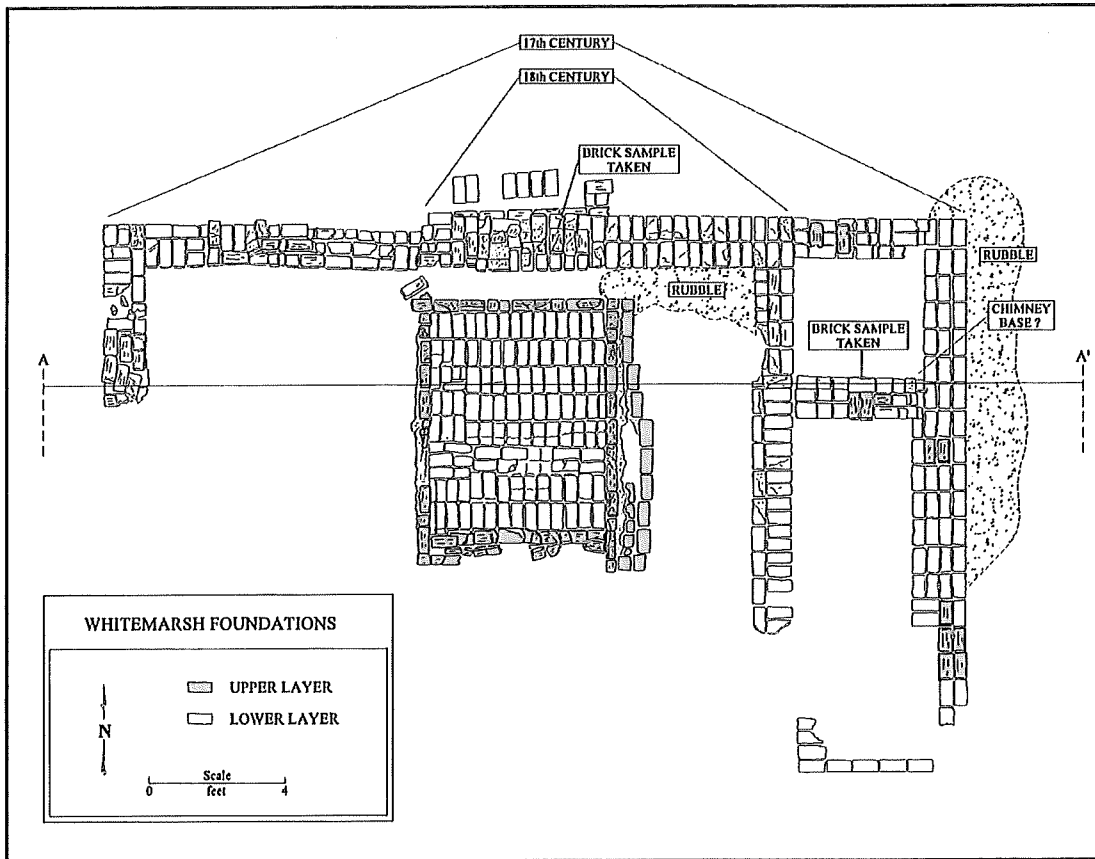 17th CENTURY
18th CENTURY
BRICK SAMPLE
TAKEN
RUBBLE
RUBBLE
CHIMNEY
BASE ?
BRICK SAMPLE
TAKEN
A
A'
WHITEMARSH FOUNDATIONS
UPPER LAYER
LOWER LAYER
N
Scale
0 feet 4